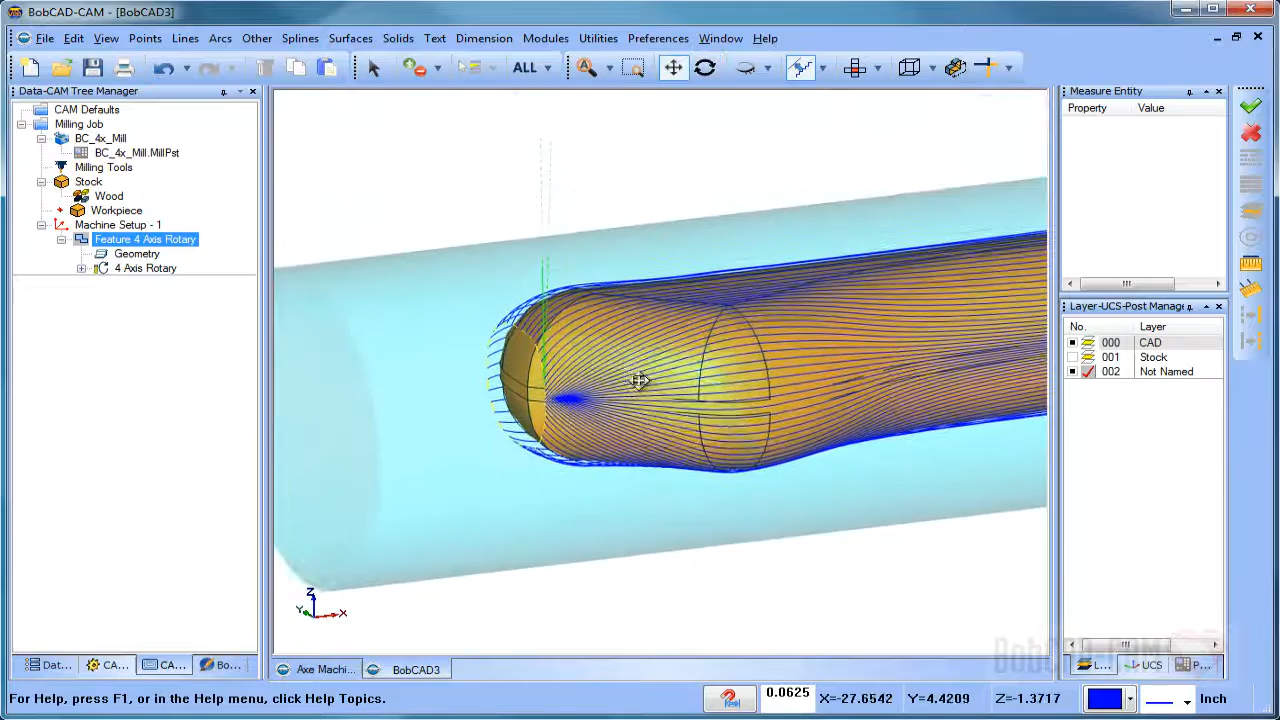 BobCAD-CAM - [BobCAD3]
File Edit View Points Lines Arcs Other Splines Surfaces Solids Text Dimension Modules Utilities Preferences Window Help
ALL
Data-CAM Tree Manager
CAM Defaults
Milling Job
BC_4x_Mill
BC_4x_Mill.MillPst
Milling Tools
Stock
Wood
Workpiece
Machine Setup - 1
Feature 4 Axis Rotary
Geometry
4 Axis Rotary
Measure Entity
Property Value
Layer-UCS-Post Manag
No. Layer
000 CAD
001 Stock
002 Not Named
Z
Y X
Dat... CA... CA... Bo...
Axe Machi... BobCAD3
L... UCS P...
For Help, press F1, or in the Help menu, click Help Topics.
0.0625 X=-27.6542 Y=4.4209 Z=-1.3717 Inch